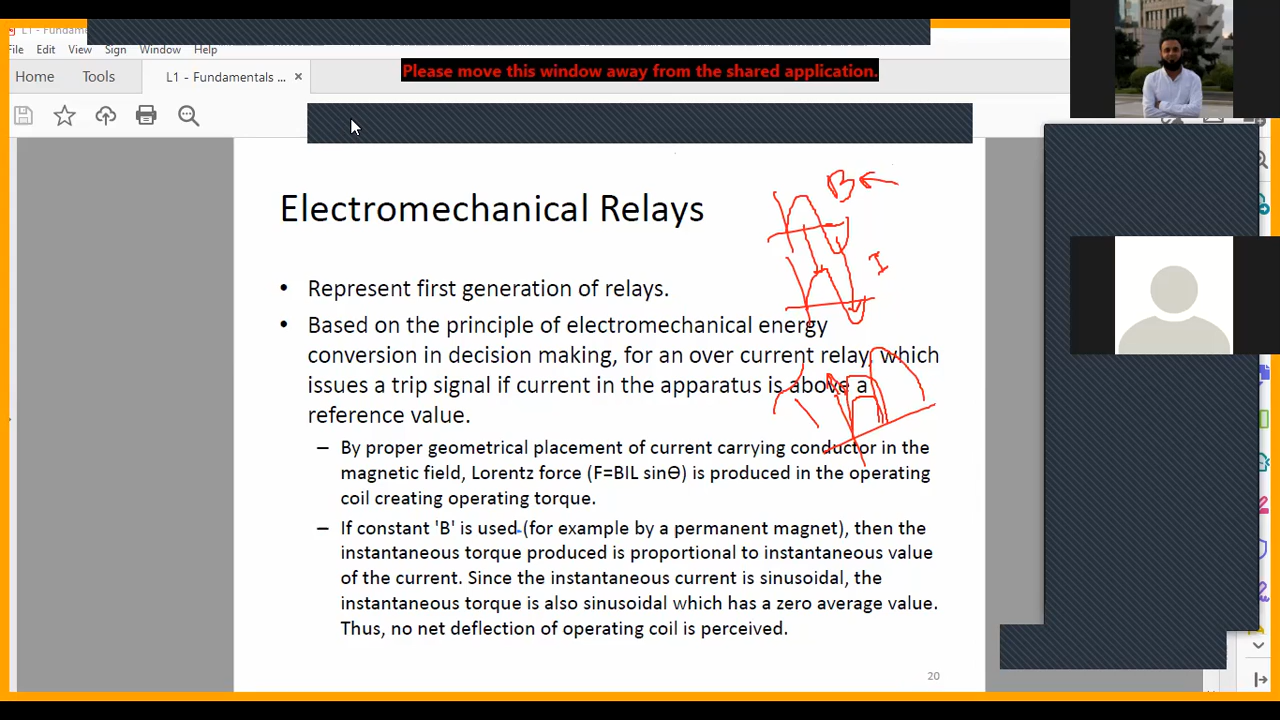 L1 - Fundame
File Edit View Sign Window Help
Home Tools L1 - Fundamentals ... ×
Please move this window away from the shared application.
Electromechanical Relays
B
I
• Represent first generation of relays.
• Based on the principle of electromechanical energy
conversion in decision making, for an over current relay, which
issues a trip signal if current in the apparatus is above a
reference value.
– By proper geometrical placement of current carrying conductor in the
magnetic field, Lorentz force (F=BIL sinΘ) is produced in the operating
coil creating operating torque.
– If constant 'B' is used (for example by a permanent magnet), then the
instantaneous torque produced is proportional to instantaneous value
of the current. Since the instantaneous current is sinusoidal, the
instantaneous torque is also sinusoidal which has a zero average value.
Thus, no net deflection of operating coil is perceived.
20